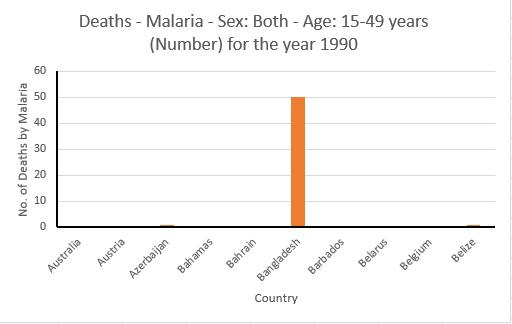 Deaths - Malaria - Sex: Both - Age: 15-49 years
(Number) for the year 1990
No. of Deaths by Malaria
60
50
40
30
20
10
0
Australia
Austria
Azerbaijan
Bahamas
Bahrain
Bangladesh
Barbados
Belarus
Belgium
Belize
Country